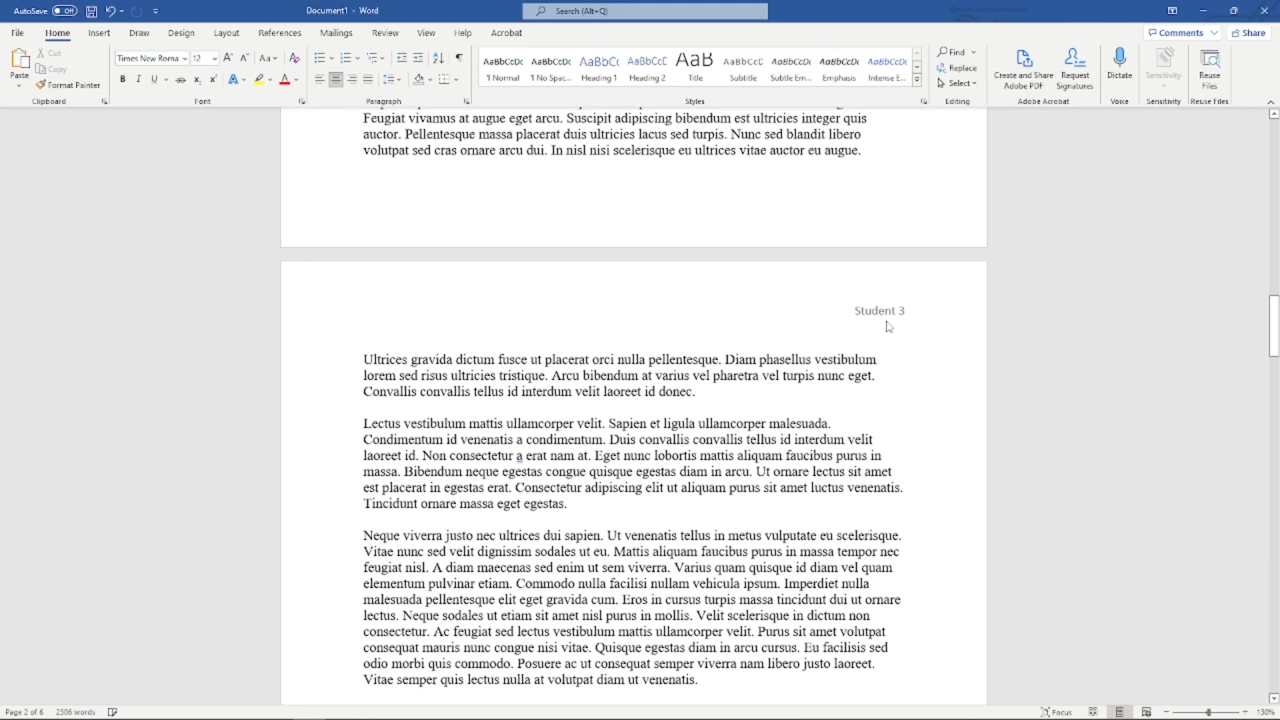 AutoSave Off
Document1 - Word
Search (Alt+Q)
File Home Insert Draw Design Layout References Mailings Review View Help Acrobat
Comments Share
Paste
Cut
Copy
Format Painter
Clipboard
Times New Roma 12
Font
Paragraph
AaBbCcDc AaBbCcDc AaBbCc AaBbCcD AaB AaBbCcD AaBbCcDc AaBbCcDc AaBbCcDc
¶ Normal ¶ No Spac... Heading 1 Heading 2 Title Subtitle Subtle Em... Emphasis Intense E...
Styles
Find
Replace
Select
Editing
Create and Share Adobe PDF
Request Signatures
Adobe Acrobat
Dictate
Voice
Sensitivity
Sensitivity
Reuse Files
Reuse Files
Feugiat vivamus at augue eget arcu. Suscipit adipiscing bibendum est ultricies integer quis
auctor. Pellentesque massa placerat duis ultricies lacus sed turpis. Nunc sed blandit libero
volutpat sed cras ornare arcu dui. In nisl nisi scelerisque eu ultrices vitae auctor eu augue.
Student 3
Ultrices gravida dictum fusce ut placerat orci nulla pellentesque. Diam phasellus vestibulum
lorem sed risus ultricies tristique. Arcu bibendum at varius vel pharetra vel turpis nunc eget.
Convallis convallis tellus id interdum velit laoreet id donec.
Lectus vestibulum mattis ullamcorper velit. Sapien et ligula ullamcorper malesuada.
Condimentum id venenatis a condimentum. Duis convallis convallis tellus id interdum velit
laoreet id. Non consectetur a erat nam at. Eget nunc lobortis mattis aliquam faucibus purus in
massa. Bibendum neque egestas congue quisque egestas diam in arcu. Ut ornare lectus sit amet
est placerat in egestas erat. Consectetur adipiscing elit ut aliquam purus sit amet luctus venenatis.
Tincidunt ornare massa eget egestas.
Neque viverra justo nec ultrices dui sapien. Ut venenatis tellus in metus vulputate eu scelerisque.
Vitae nunc sed velit dignissim sodales ut eu. Mattis aliquam faucibus purus in massa tempor nec
feugiat nisl. A diam maecenas sed enim ut sem viverra. Varius quam quisque id diam vel quam
elementum pulvinar etiam. Commodo nulla facilisi nullam vehicula ipsum. Imperdiet nulla
malesuada pellentesque elit eget gravida cum. Eros in cursus turpis massa tincidunt dui ut ornare
lectus. Neque sodales ut etiam sit amet nisl purus in mollis. Velit scelerisque in dictum non
consectetur. Ac feugiat sed lectus vestibulum mattis ullamcorper velit. Purus sit amet volutpat
consequat mauris nunc congue nisi vitae. Quisque egestas diam in arcu cursus. Eu facilisis sed
odio morbi quis commodo. Posuere ac ut consequat semper viverra nam libero justo laoreet.
Vitae semper quis lectus nulla at volutpat diam ut venenatis.
Page 2 of 6 2306 words
Focus
130%